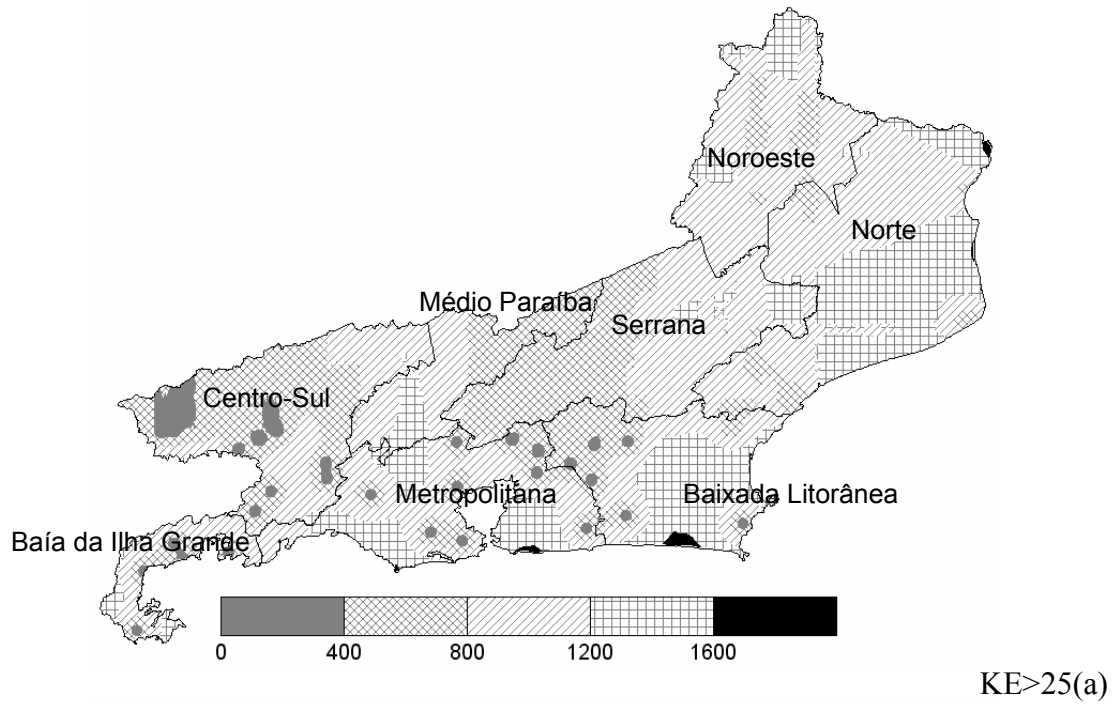 Noroeste
Norte
Médio Paraíba
Serrana
Centro-Sul
Metropolitana
Baixada Litorânea
Baía da Ilha Grande
0 400 800 1200 1600
KE>25(a)